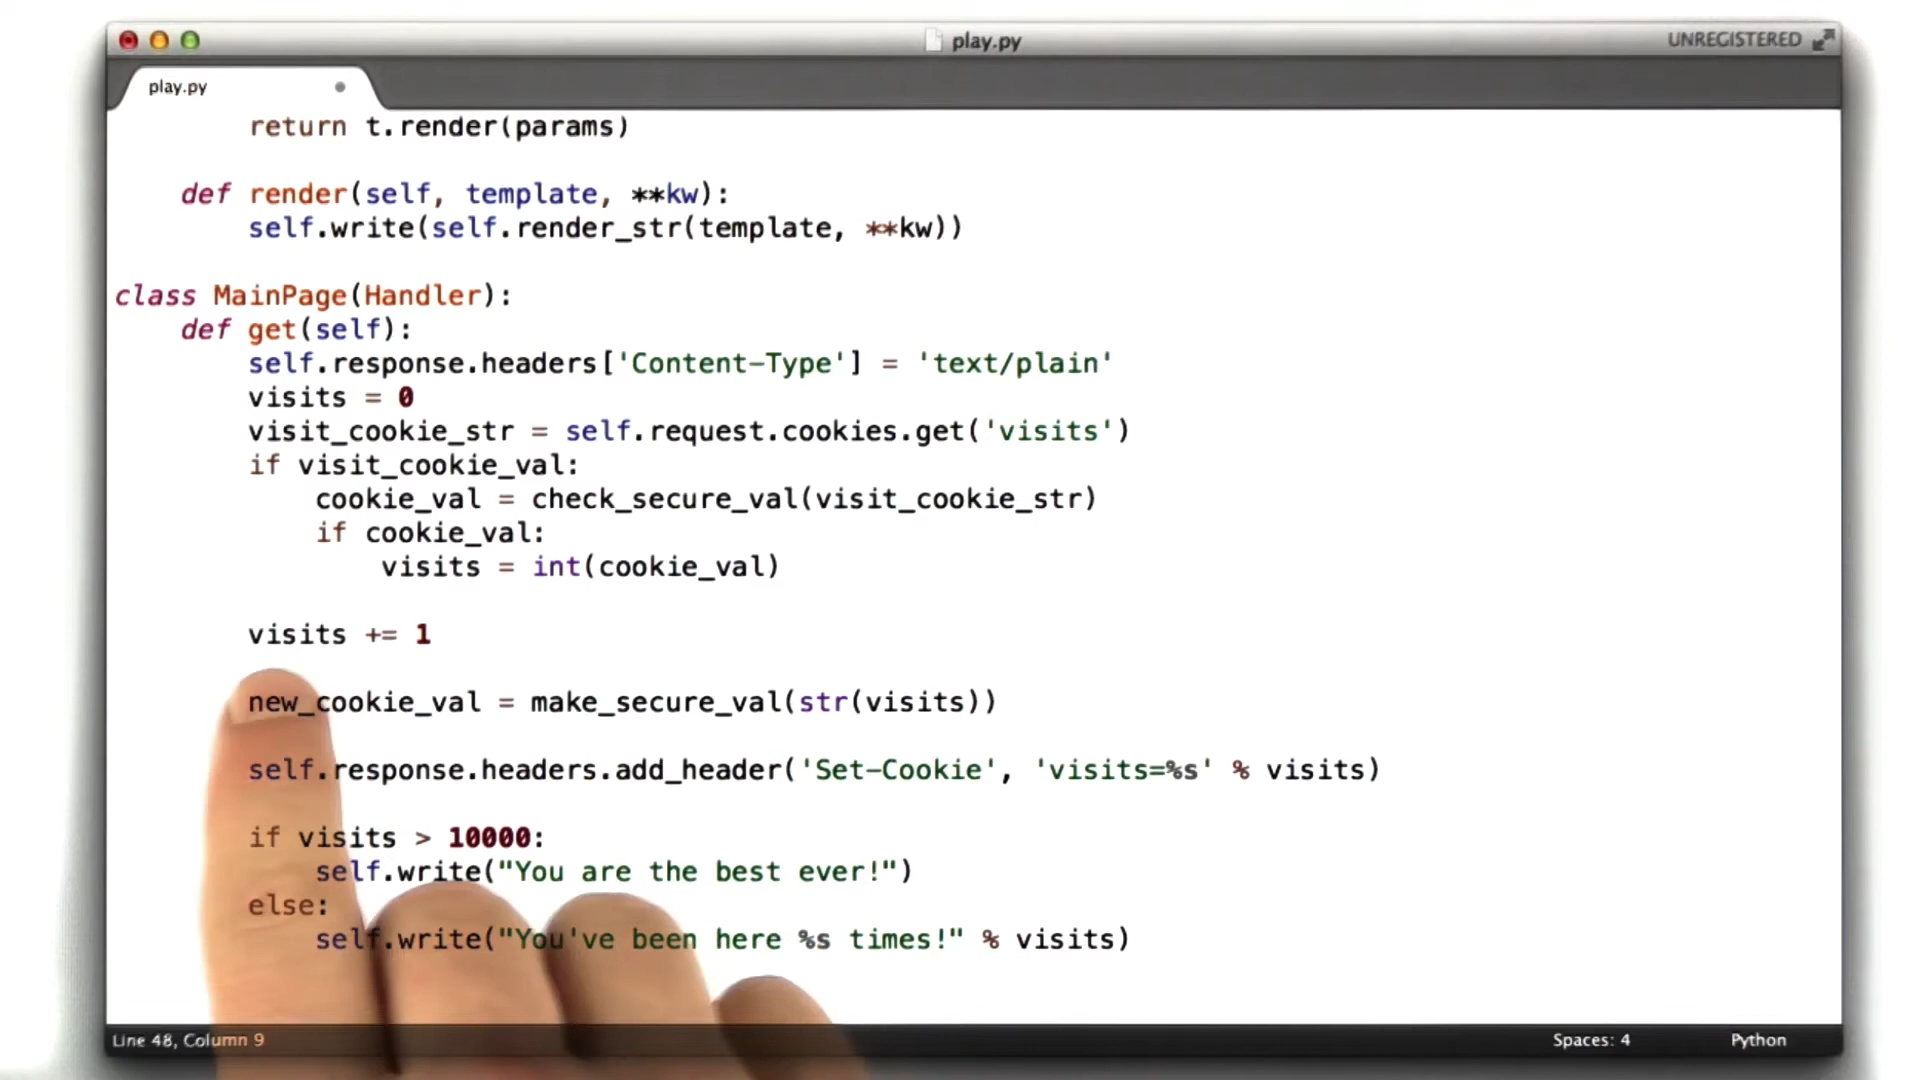 play.py
UNREGISTERED
play.py
return t.render(params)
def render(self, template, **kw):
self.write(self.render_str(template, **kw))
class MainPage(Handler):
def get(self):
self.response.headers['Content-Type'] = 'text/plain'
visits = 0
visit_cookie_str = self.request.cookies.get('visits')
if visit_cookie_val:
cookie_val = check_secure_val(visit_cookie_str)
if cookie_val:
visits = int(cookie_val)
visits += 1
new_cookie_val = make_secure_val(str(visits))
self.response.headers.add_header('Set-Cookie', 'visits=%s' % visits)
if visits > 10000:
self.write("You are the best ever!")
else:
self.write("You've been here %s times!" % visits)
Line 48, Column 9
Spaces: 4
Python